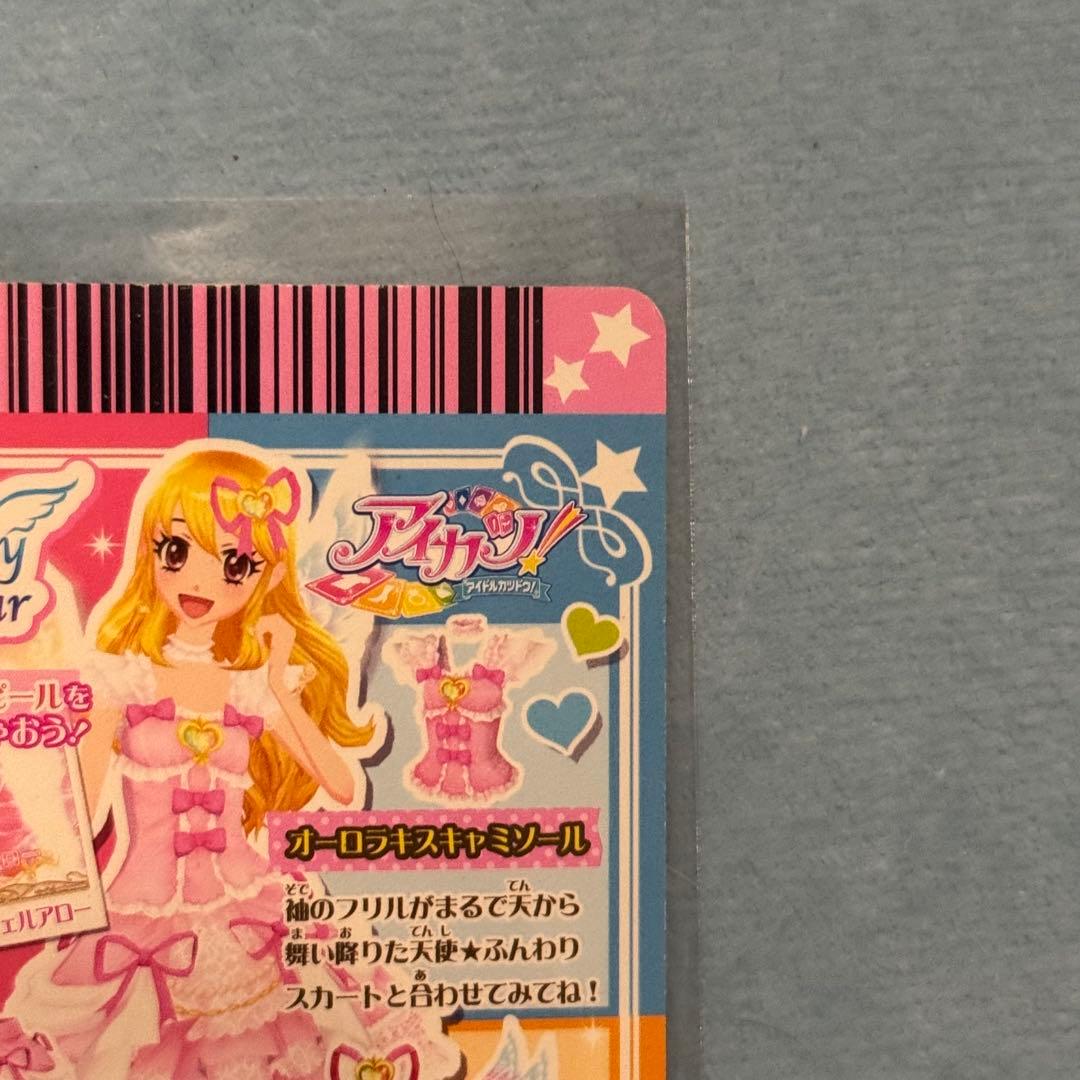 アイカツ!
アイドルカツドウ!
ピールを
おう!
ェルアロー
オーロラキスキャミソール
袖のフリルがまるで天から
舞い降りた天使★ふんわり
スカートと合わせてみてね!